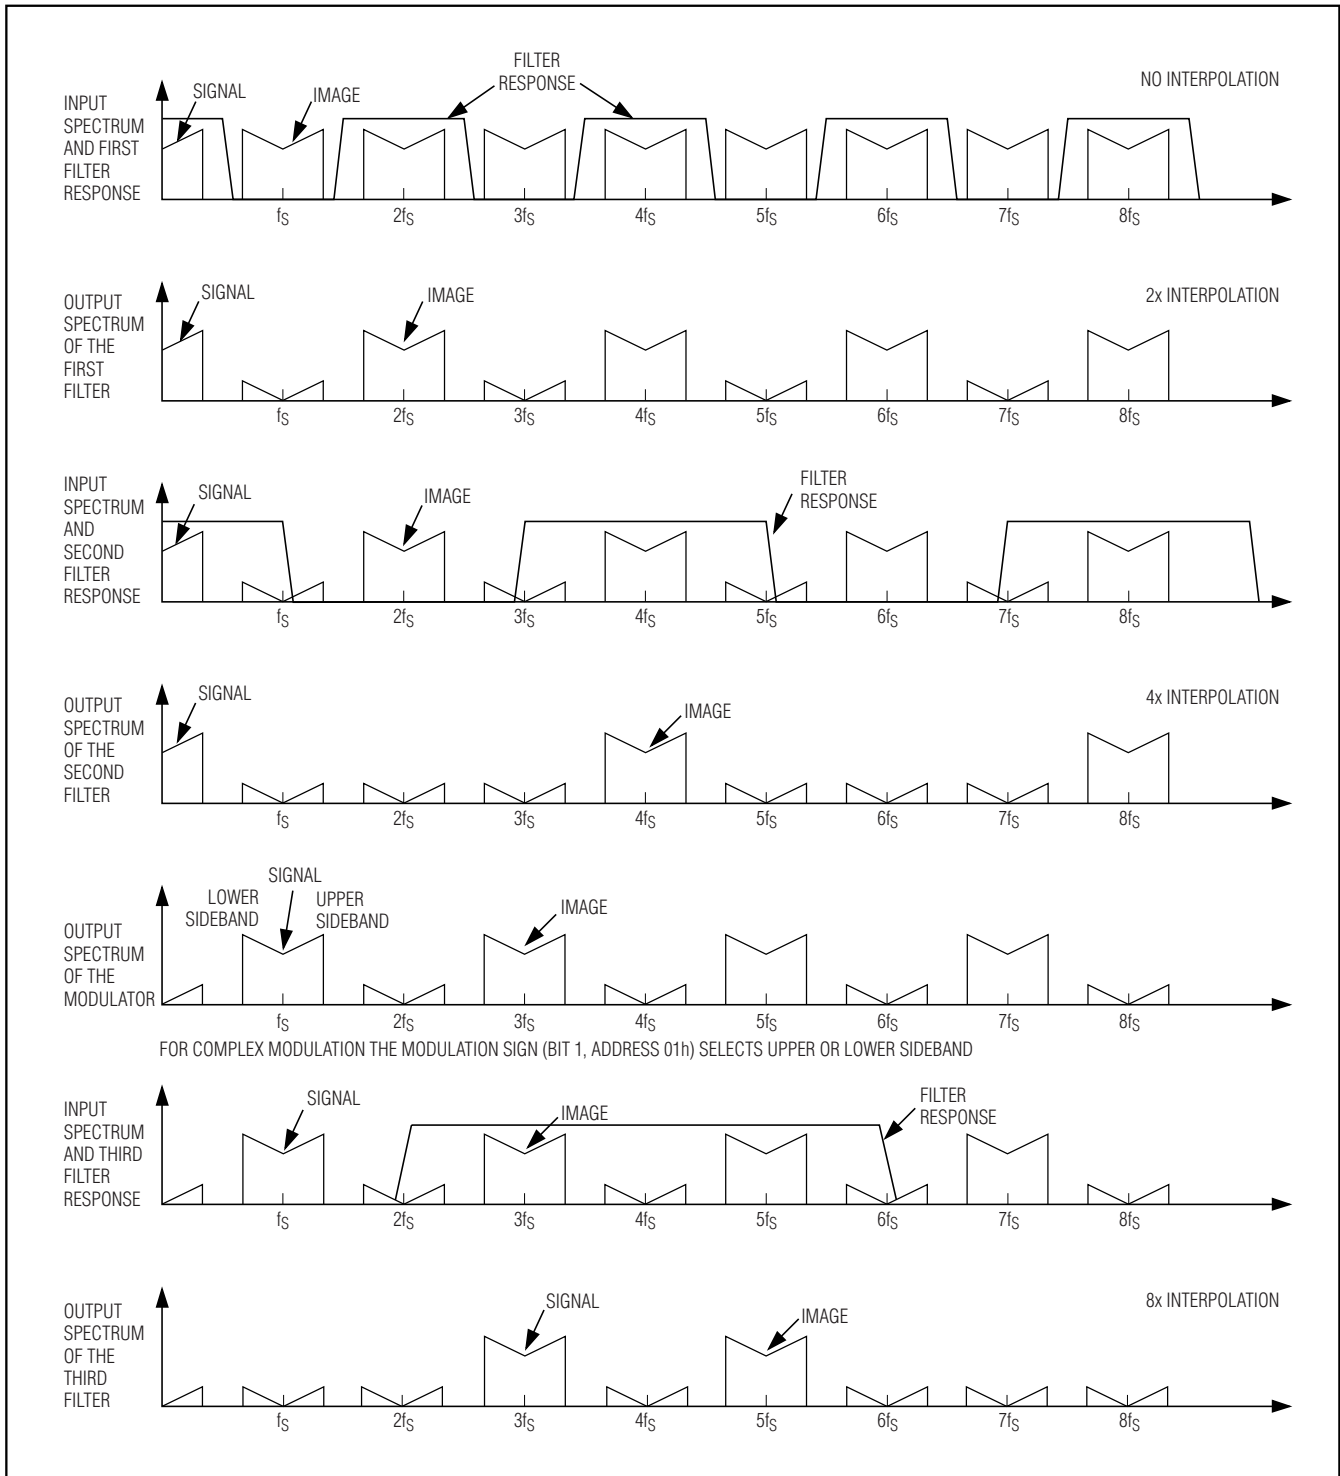 INPUT
SPECTRUM
AND FIRST
FILTER
RESPONSE
SIGNAL
IMAGE
FILTER
RESPONSE
NO INTERPOLATION
fS 2fS 3fS 4fS 5fS 6fS 7fS 8fS
OUTPUT
SPECTRUM
OF THE
FIRST
FILTER
SIGNAL
IMAGE
2x INTERPOLATION
fS 2fS 3fS 4fS 5fS 6fS 7fS 8fS
INPUT
SPECTRUM
AND
SECOND
FILTER
RESPONSE
SIGNAL
IMAGE
FILTER
RESPONSE
fS 2fS 3fS 4fS 5fS 6fS 7fS 8fS
OUTPUT
SPECTRUM
OF THE
SECOND
FILTER
SIGNAL
IMAGE
4x INTERPOLATION
fS 2fS 3fS 4fS 5fS 6fS 7fS 8fS
OUTPUT
SPECTRUM
OF THE
MODULATOR
LOWER
SIDEBAND
SIGNAL
UPPER
SIDEBAND
IMAGE
fS 2fS 3fS 4fS 5fS 6fS 7fS 8fS
FOR COMPLEX MODULATION THE MODULATION SIGN (BIT 1, ADDRESS 01h) SELECTS UPPER OR LOWER SIDEBAND
INPUT
SPECTRUM
AND THIRD
FILTER
RESPONSE
SIGNAL
IMAGE
FILTER
RESPONSE
fS 2fS 3fS 4fS 5fS 6fS 7fS 8fS
OUTPUT
SPECTRUM
OF THE
THIRD
FILTER
SIGNAL
IMAGE
8x INTERPOLATION
fS 2fS 3fS 4fS 5fS 6fS 7fS 8fS